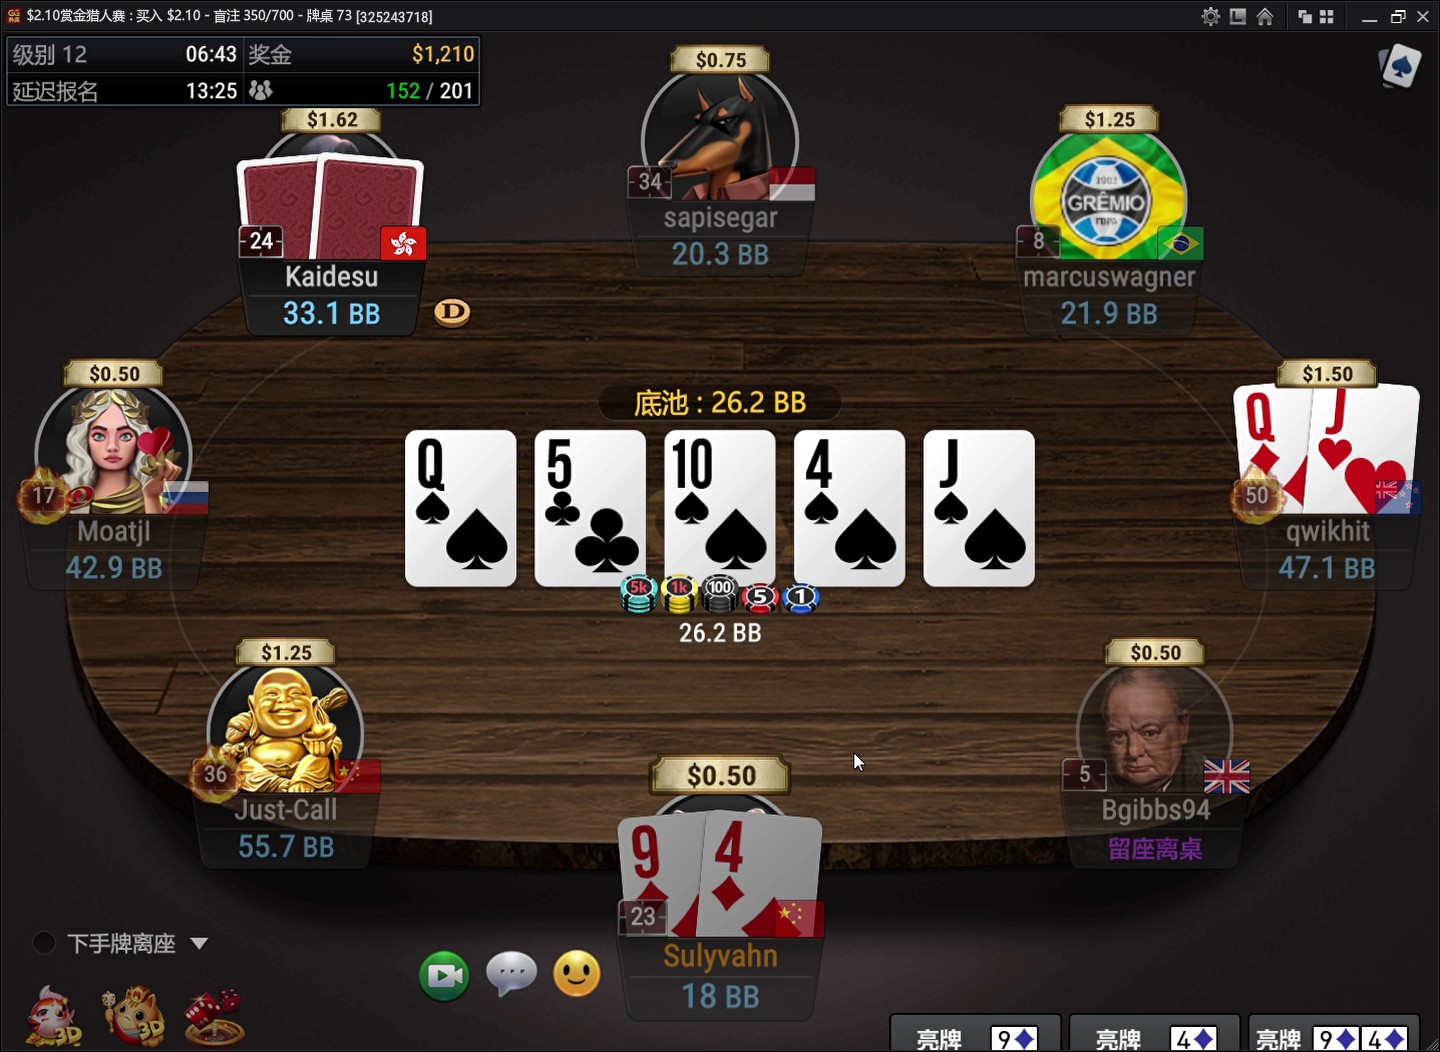 $2.10赏金猎人赛 : 买入 $2.10 - 盲注 350/700 - 牌桌 73 [325243718]
级别 12 06:43 奖金 $1,210
延迟报名 13:25 152 / 201
$0.75
34
sapisegar
20.3 BB
$1.62
24
Kaidesu
33.1 BB
D
$1.25
1903
GRÊMIO
FBPA
8
marcuswagner
21.9 BB
$0.50
17
Moatjl
42.9 BB
底池 : 26.2 BB
Q 5 10 4 J
5k 1k 100 5 1
26.2 BB
$1.50
Q J
50
qwikhit
47.1 BB
$1.25
36
Just-Call
55.7 BB
$0.50
9 4
23
Sulyvahn
18 BB
$0.50
5
Bgibbs94
留座离桌
下手牌离座
3D 3D
亮牌 9♦
亮牌 4♦
亮牌 9♦ 4♦